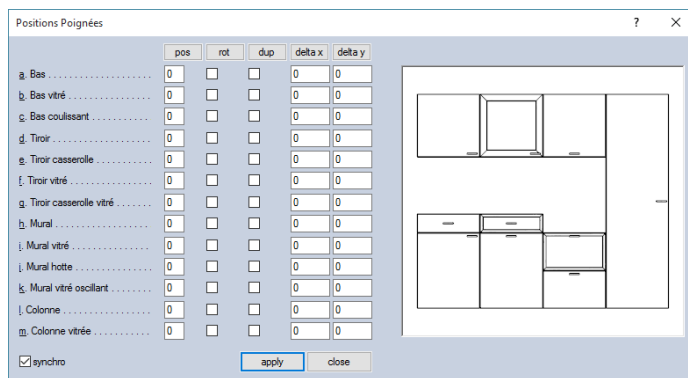 Positions Poignées ? ×
pos rot dup delta x delta y
a. Bas . . . . . . . . . . . . . . . . . . . 0 0 0
b. Bas vitré . . . . . . . . . . . . . . . 0 0 0
c. Bas coulissant . . . . . . . . . . 0 0 0
d. Tiroir . . . . . . . . . . . . . . . . . . 0 0 0
e. Tiroir casserolle . . . . . . . . . . 0 0 0
f. Tiroir vitré . . . . . . . . . . . . . . . 0 0 0
g. Tiroir casserolle vitré . . . . . . 0 0 0
h. Mural . . . . . . . . . . . . . . . . . . 0 0 0
i. Mural vitré . . . . . . . . . . . . . . 0 0 0
j. Mural hotte . . . . . . . . . . . . . 0 0 0
k. Mural vitré oscillant . . . . . . . 0 0 0
l. Colonne . . . . . . . . . . . . . . . . 0 0 0
m. Colonne vitrée . . . . . . . . . . . 0 0 0
synchro apply close